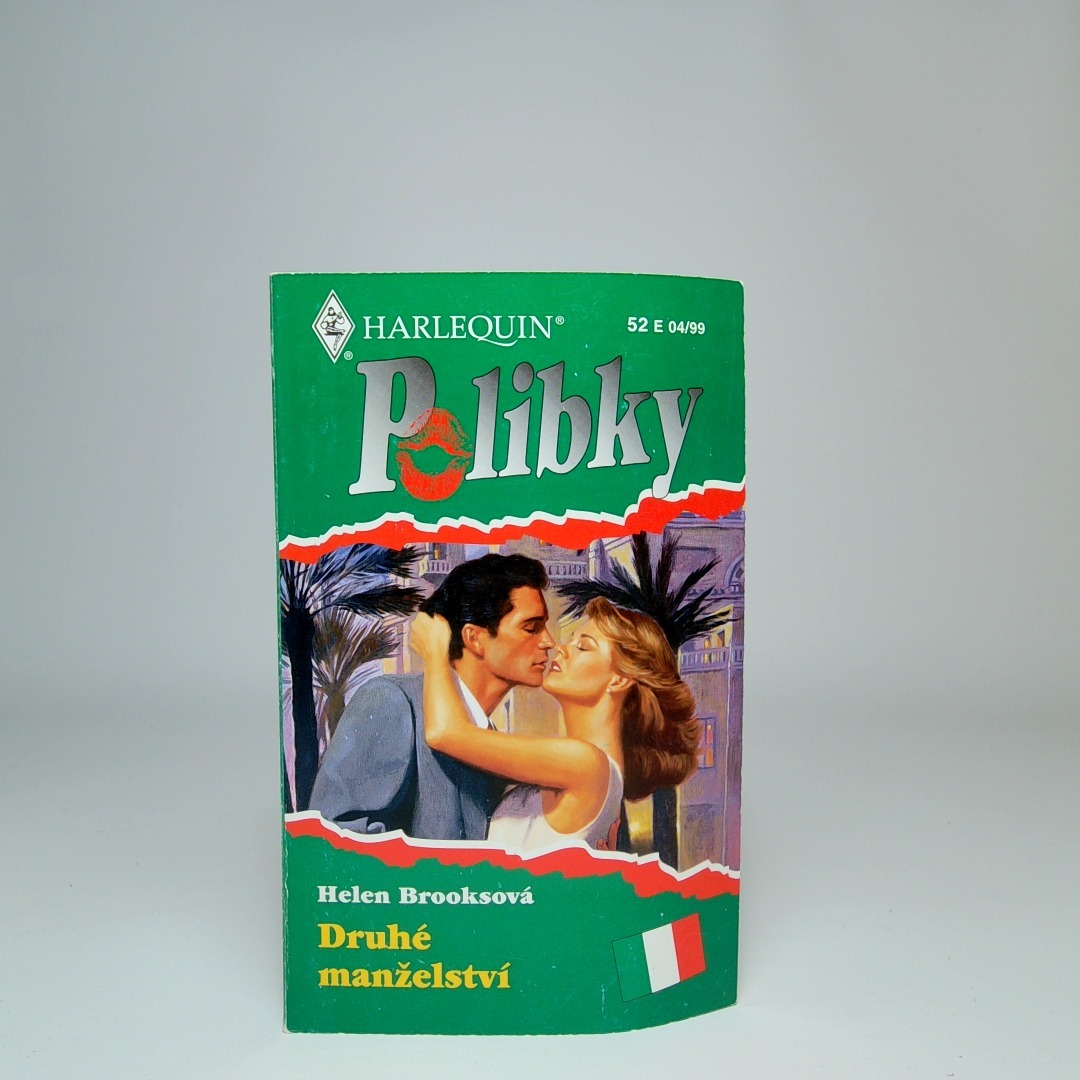 HARLEQUIN®
52 E 04/99
®
Polibky
Helen Brooksová
Druhé
manželství